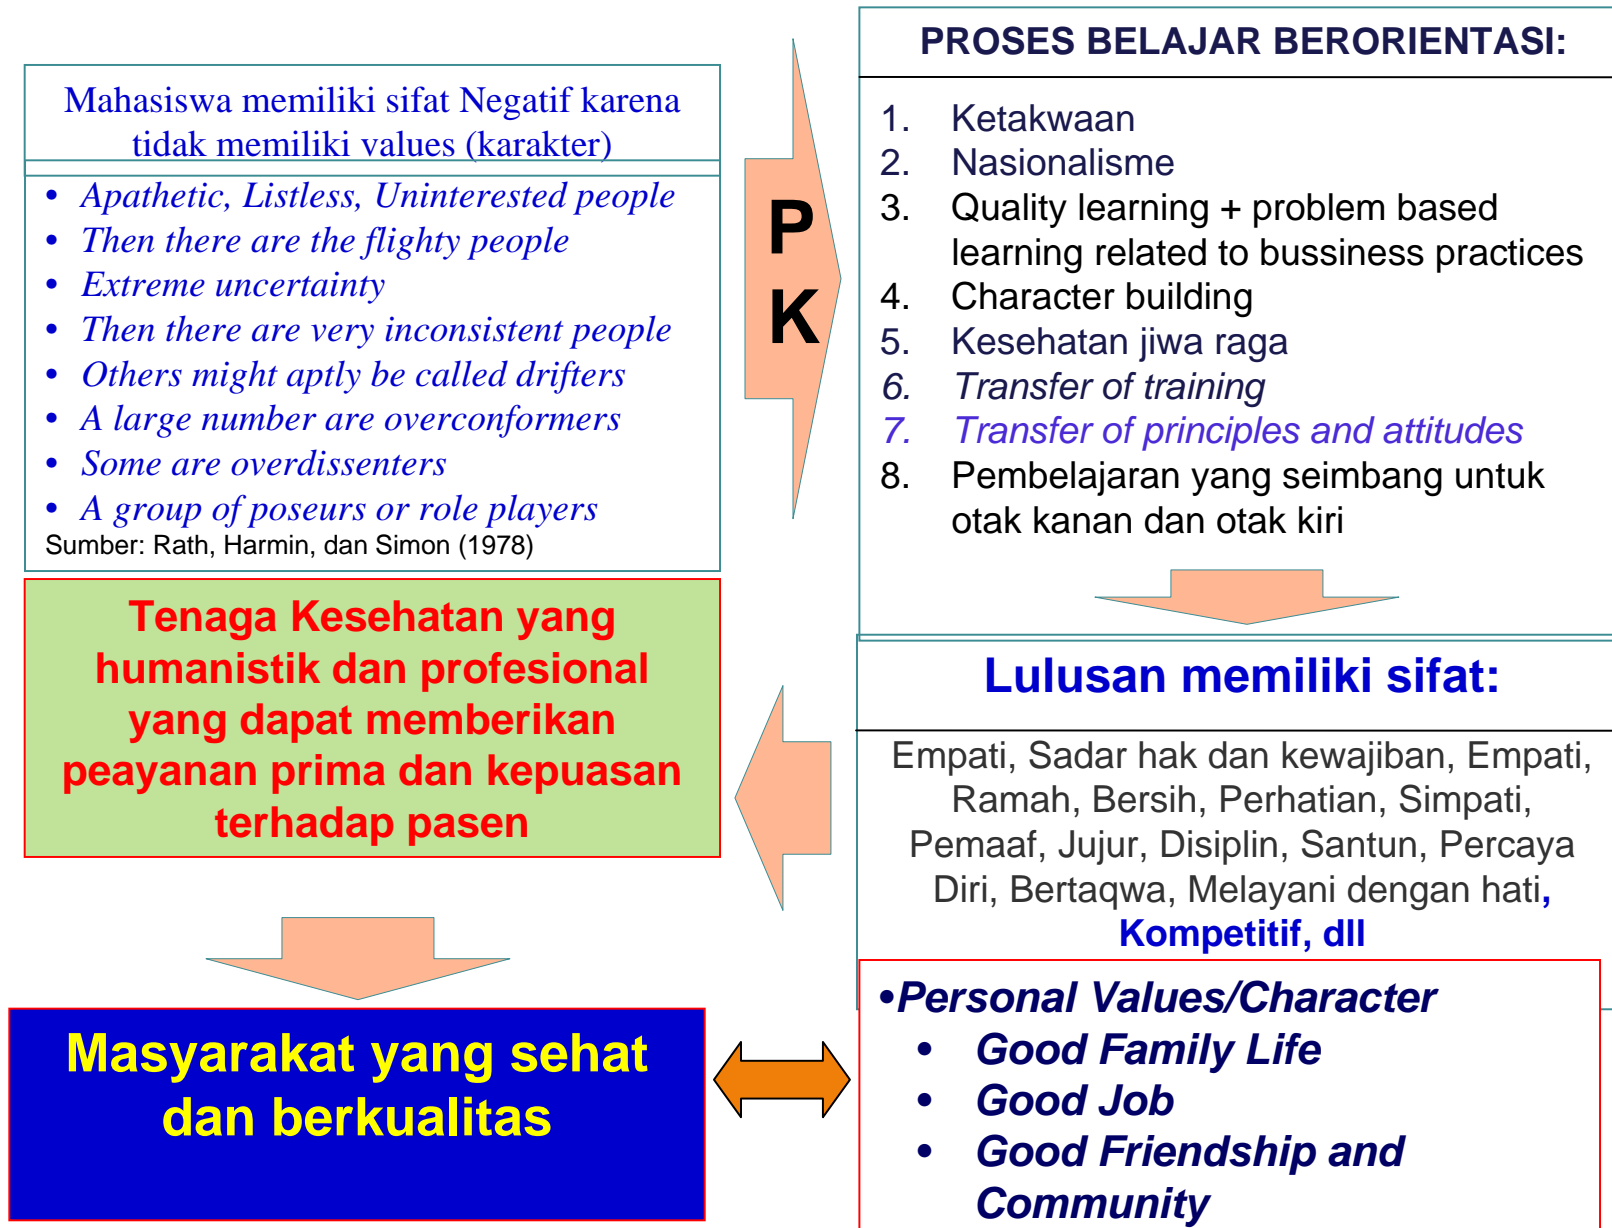 Mahasiswa memiliki sifat Negatif karena
tidak memiliki values (karakter)
• Apathetic, Listless, Uninterested people
• Then there are the flighty people
• Extreme uncertainty
• Then there are very inconsistent people
• Others might aptly be called drifters
• A large number are overconformers
• Some are overdissenters
• A group of poseurs or role players
Sumber: Rath, Harmin, dan Simon (1978)
P
K
PROSES BELAJAR BERORIENTASI:
1. Ketakwaan
2. Nasionalisme
3. Quality learning + problem based
learning related to bussiness practices
4. Character building
5. Kesehatan jiwa raga
6. Transfer of training
7. Transfer of principles and attitudes
8. Pembelajaran yang seimbang untuk
otak kanan dan otak kiri
Lulusan memiliki sifat:
Empati, Sadar hak dan kewajiban, Empati,
Ramah, Bersih, Perhatian, Simpati,
Pemaaf, Jujur, Disiplin, Santun, Percaya
Diri, Bertaqwa, Melayani dengan hati,
Kompetitif, dll
Tenaga Kesehatan yang
humanistik dan profesional
yang dapat memberikan
peayanan prima dan kepuasan
terhadap pasen
Masyarakat yang sehat
dan berkualitas
•Personal Values/Character
• Good Family Life
• Good Job
• Good Friendship and
Community